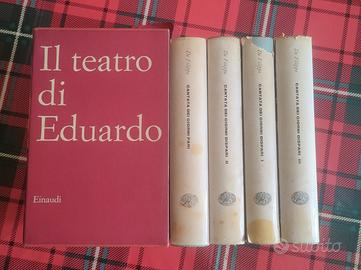 Il teatro
di
Eduardo
Einaudi
De Filippo
CANTATA DEI GIORNI PARI
De Filippo
CANTATA DEI GIORNI DISPARI II
De Filippo
CANTATA DEI GIORNI DISPARI I
De Filippo
CANTATA DEI GIORNI DISPARI III
subito